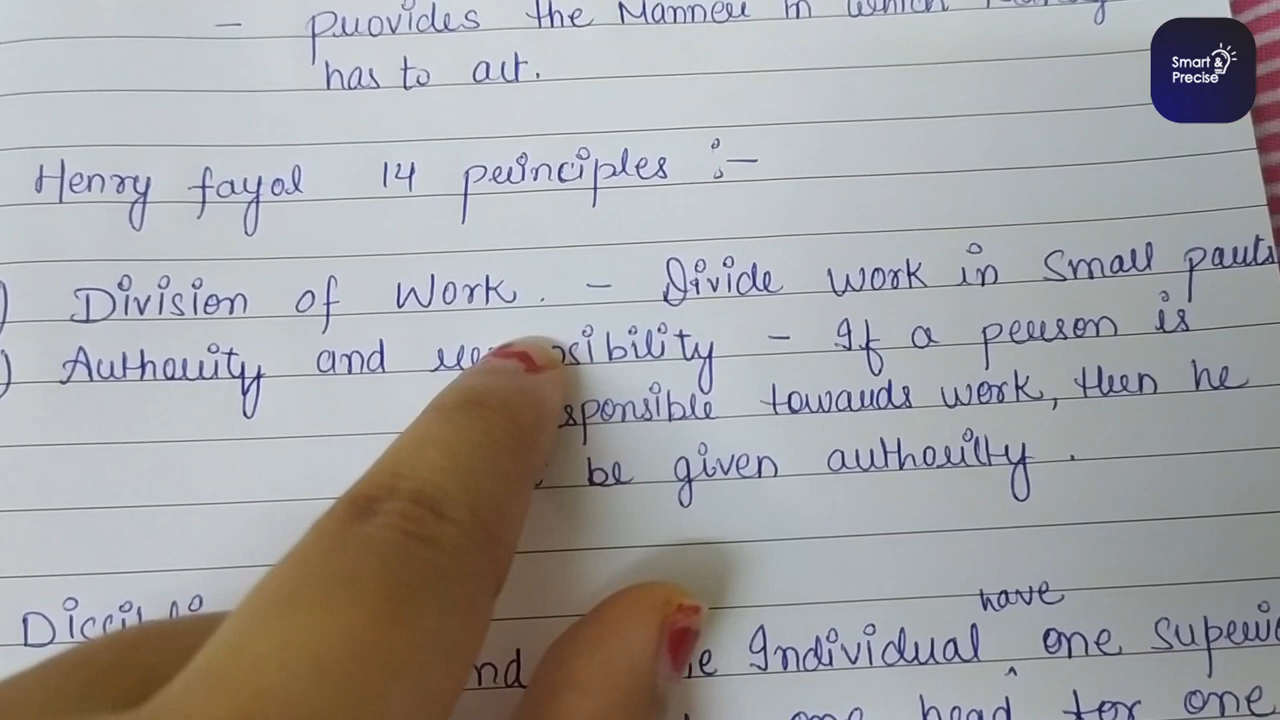 - provides the Manner in which
has to act.
Smart &
Precise
Henry fayol 14 principles :-
) Division of Work. - Divide work in Small parts
) Authority and sibility - If a person is
sponsible towards work, then he
be given authority.
have
nd Individual one
head for one